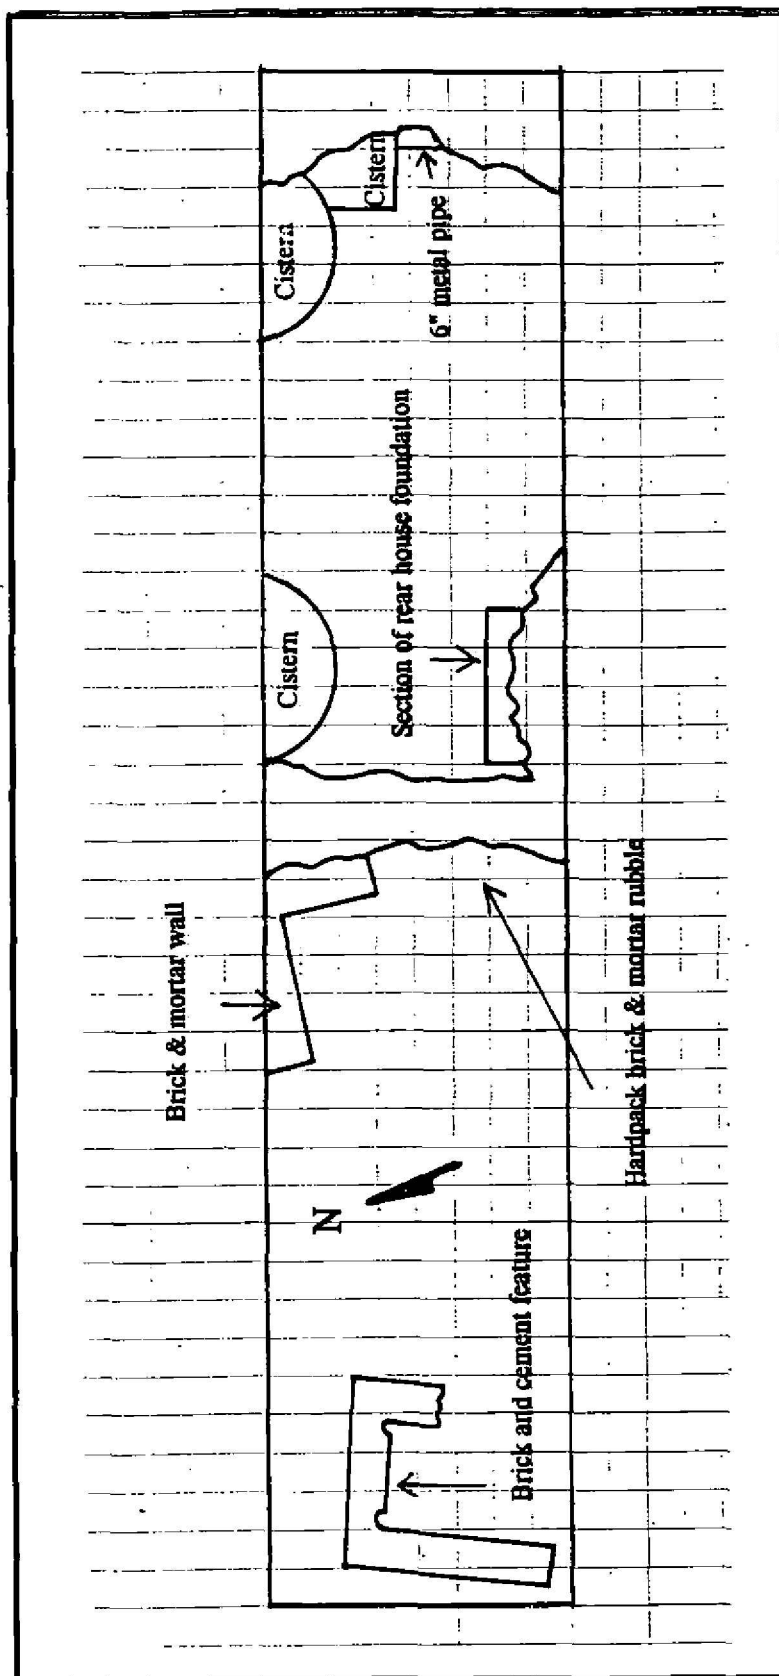 Cistern
Cistern
6" metal pipe
Section of rear house foundation
Cistern
Brick & mortar wall
Hardpack brick & mortar rubble
N
Brick and cement feature